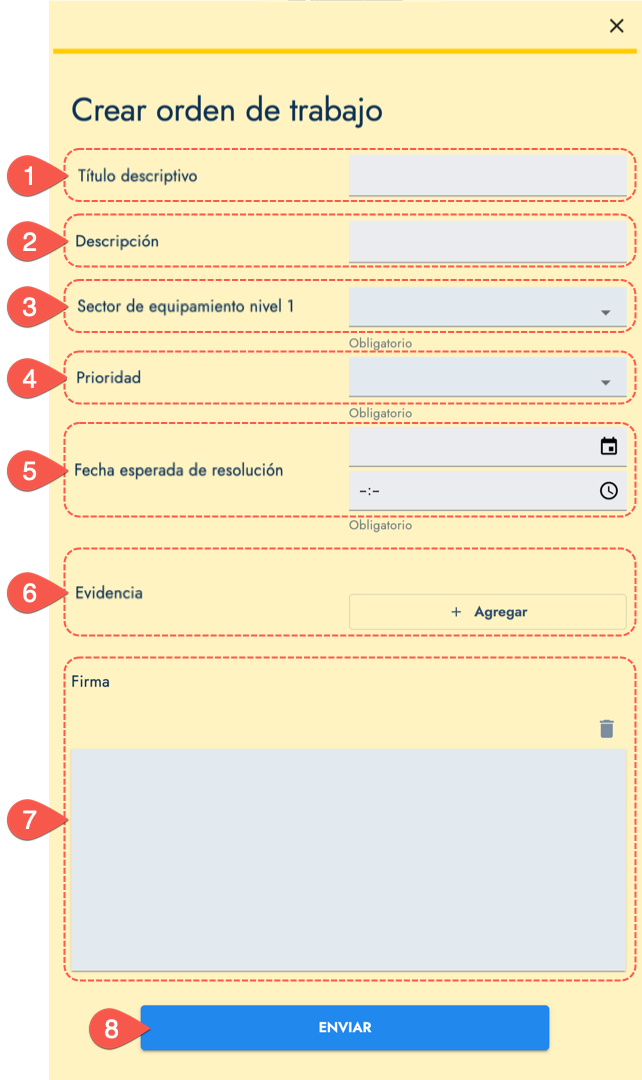 Crear orden de trabajo
1 Título descriptivo
2 Descripción
3 Sector de equipamiento nivel 1
Obligatorio
4 Prioridad
Obligatorio
5 Fecha esperada de resolución
–:–
Obligatorio
6 Evidencia
+ Agregar
Firma
7
8 ENVIAR